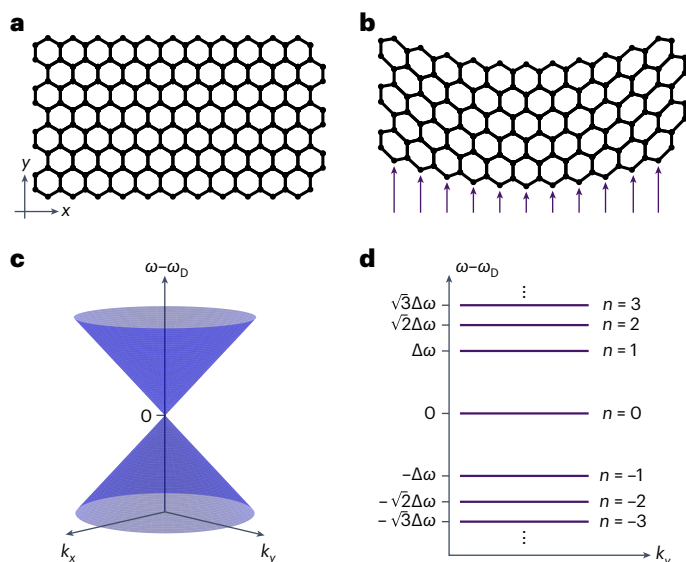 a
b
y
x
c
d
ω–ω_D
ω–ω_D
0
k_x
k_y
⋮
√3Δω
n = 3
√2Δω
n = 2
Δω
n = 1
0
n = 0
–Δω
n = –1
–√2Δω
n = –2
–√3Δω
n = –3
⋮
k_y